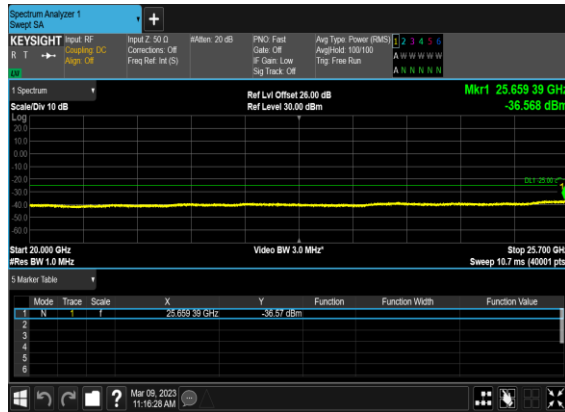 Spectrum Analyzer 1
Swept SA
+
KEYSIGHT Input: RF Input Z: 50 Ω #Atten: 20 dB PNO: Fast Avg Type: Power (RMS) 1 2 3 4 5 6
R T Coupling: DC Corrections: Off Gate: Off Avg|Hold: 100/100 A W W W W W
Align: Off Freq Ref: Int (S) IF Gain: Low Trig: Free Run
Sig Track: Off A N N N N N
LXI
1 Spectrum Ref Lvl Offset 26.00 dB Mkr1 25.659 39 GHz
Scale/Div 10 dB Ref Level 30.00 dBm -36.568 dBm
Log
20.0
10.0
0.00
-10.0
-20.0
DL1 -25.00
-30.0
1
-40.0
-50.0
-60.0
Start 20.000 GHz Video BW 3.0 MHz* Stop 25.700 GH
#Res BW 1.0 MHz Sweep 10.7 ms (40001 pts
5 Marker Table
Mode Trace Scale X Y Function Function Width Function Value
1 N 1 f 25.659 39 GHz -36.57 dBm
2
3
4
5
6
? Mar 09, 2023
11:16:28 AM